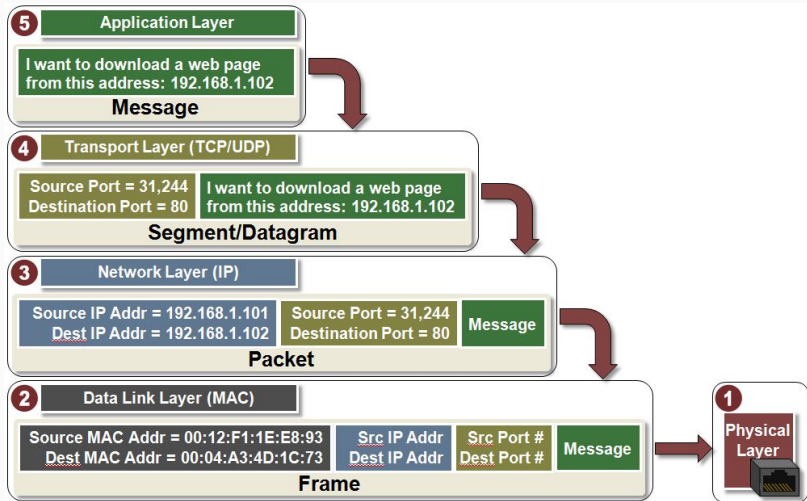 5 Application Layer
I want to download a web page
from this address: 192.168.1.102
Message
4 Transport Layer (TCP/UDP)
Source Port = 31,244
Destination Port = 80
I want to download a web page
from this address: 192.168.1.102
Segment/Datagram
3 Network Layer (IP)
Source IP Addr = 192.168.1.101
Dest IP Addr = 192.168.1.102
Source Port = 31,244
Destination Port = 80
Message
Packet
2 Data Link Layer (MAC)
Source MAC Addr = 00:12:F1:1E:E8:93
Dest MAC Addr = 00:04:A3:4D:1C:73
Src IP Addr
Dest IP Addr
Src Port #
Dest Port #
Message
Frame
1
Physical
Layer